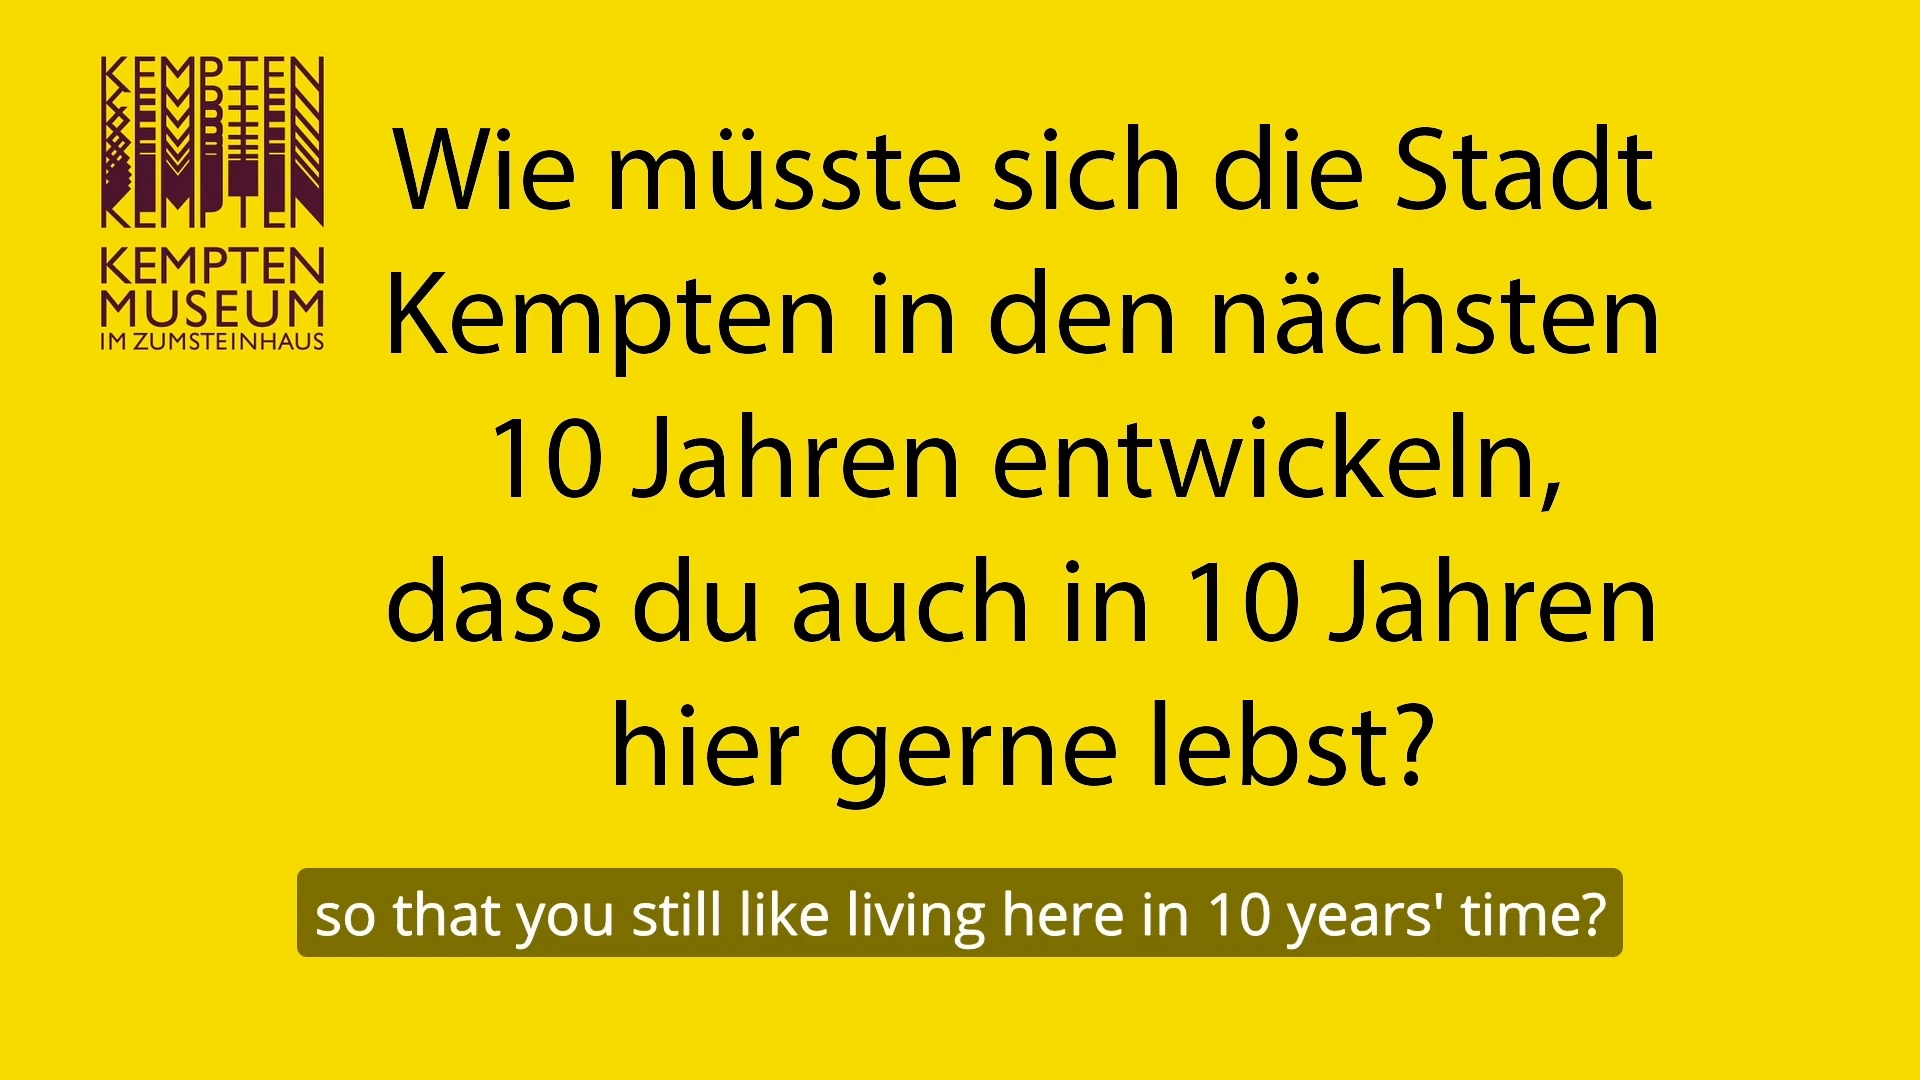 KEMPTEN
KEMPTEN
KEMPTEN
MUSEUM
IM ZUMSTEINHAUS
Wie müsste sich die Stadt
Kempten in den nächsten
10 Jahren entwickeln,
dass du auch in 10 Jahren
hier gerne lebst?
so that you still like living here in 10 years' time?